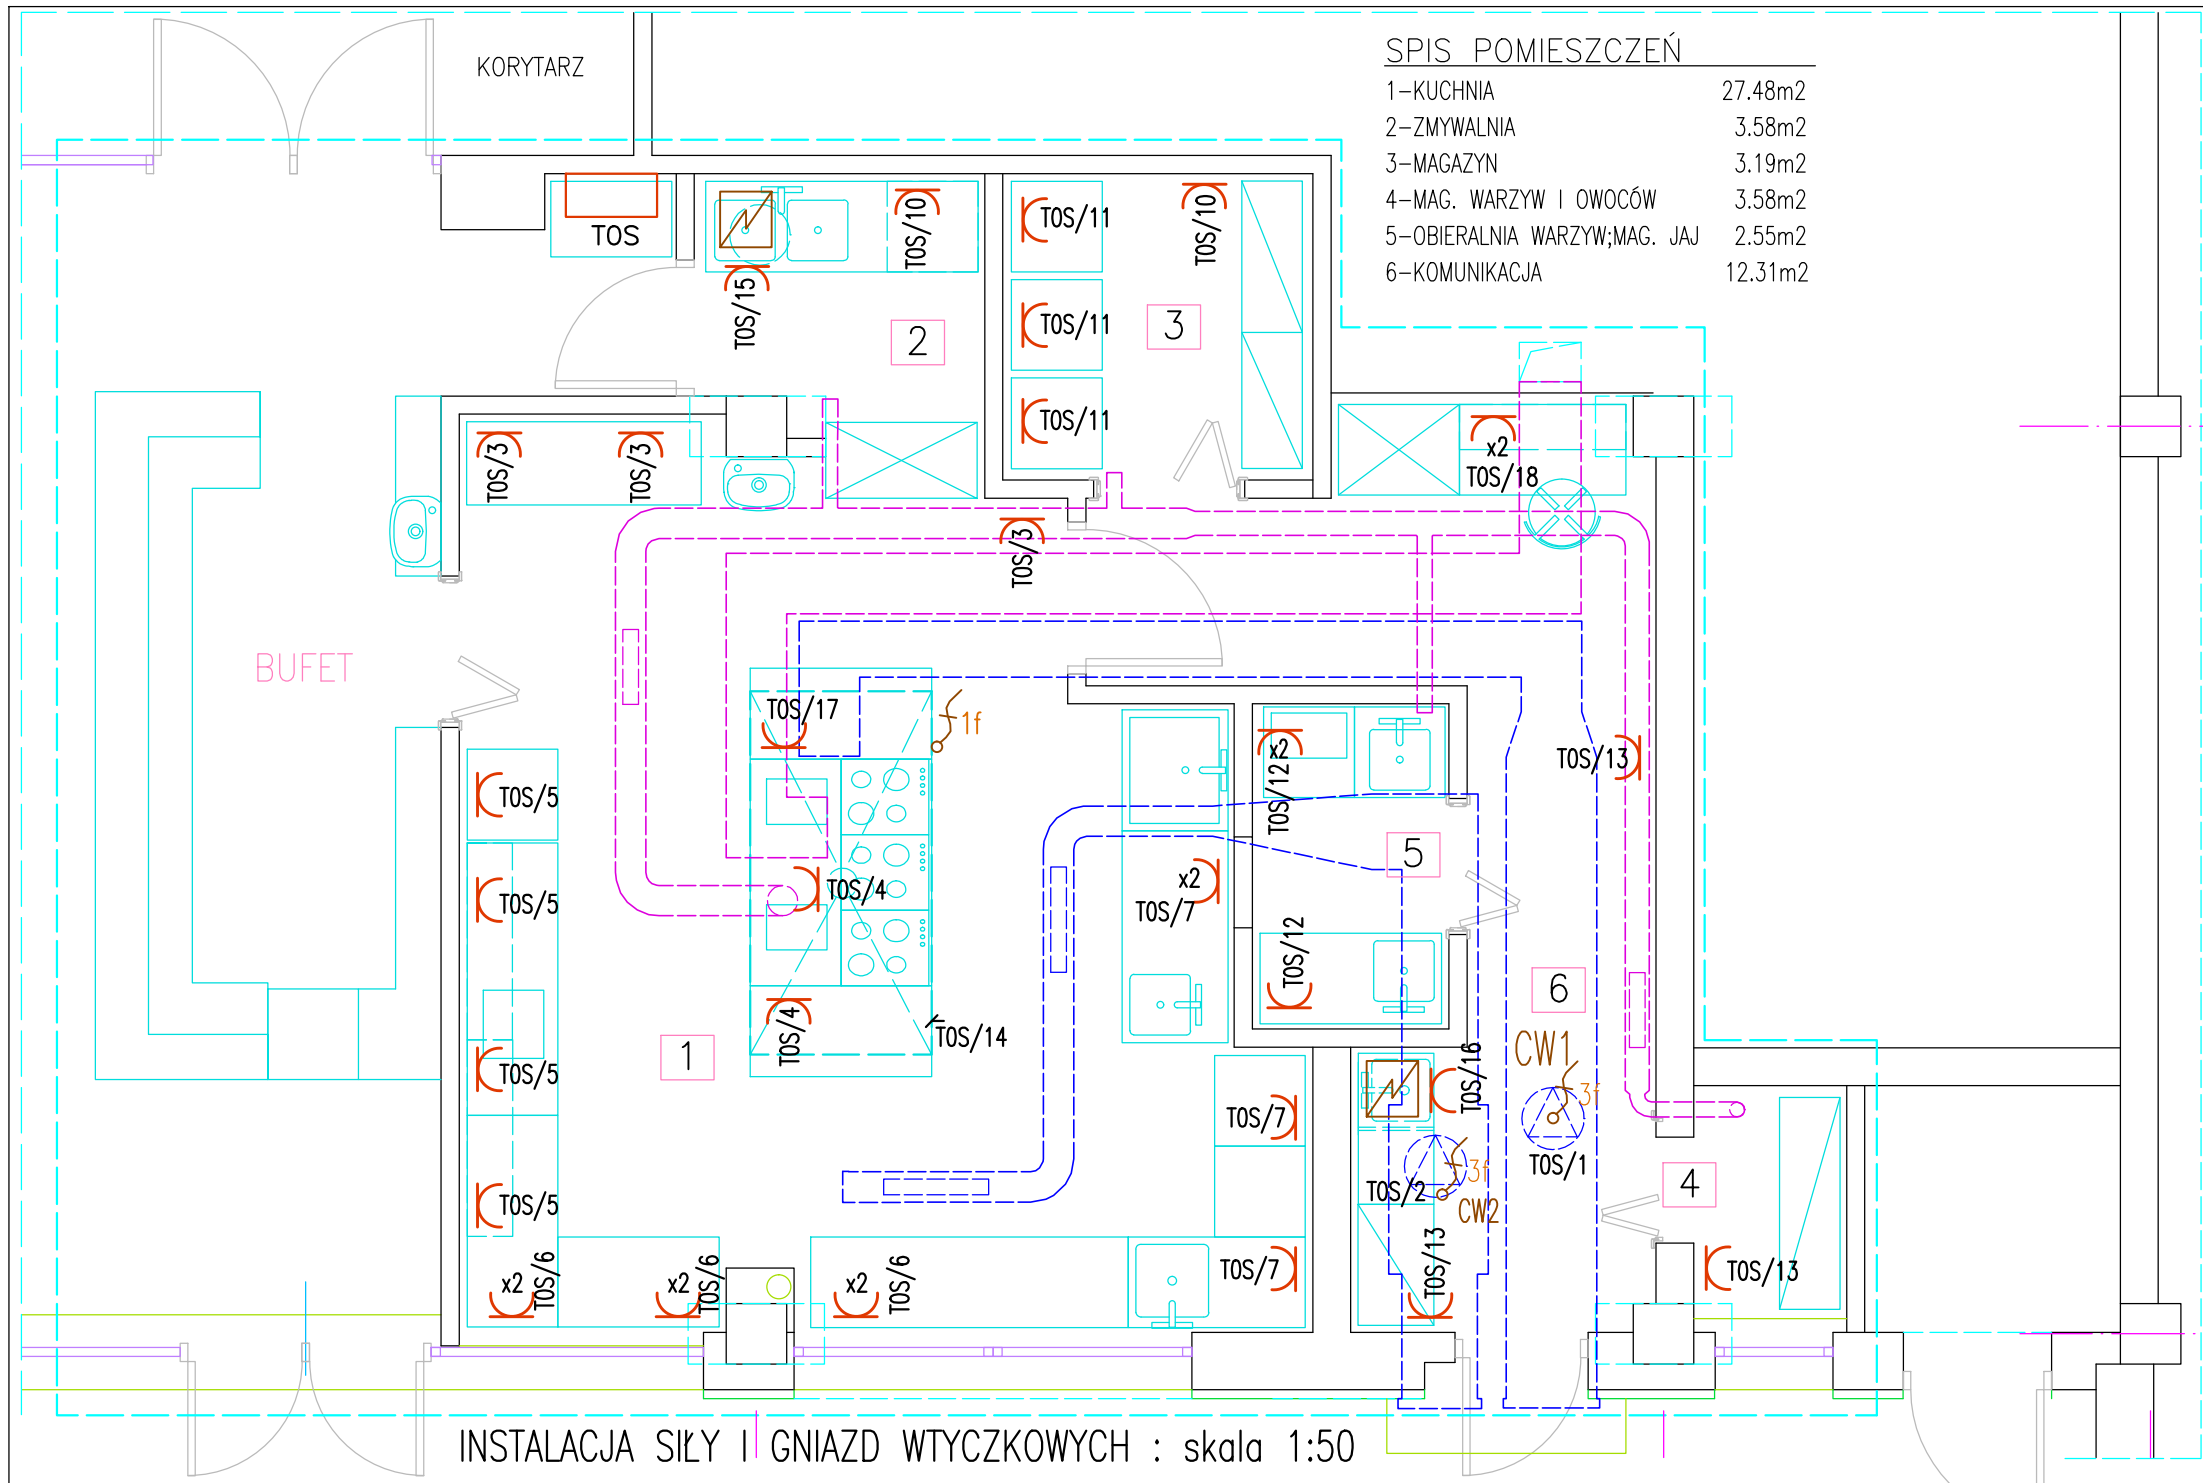 KORYTARZ
SPIS POMIESZCZEŃ
1-KUCHNIA 27.48m2
2-ZMYWALNIA 3.58m2
3-MAGAZYN 3.19m2
4-MAG. WARZYW I OWOCÓW 3.58m2
5-OBIERALNIA WARZYW;MAG. JAJ 2.55m2
6-KOMUNIKACJA 12.31m2
TOS
TOS/10
TOS/11
TOS/10
TOS/15
2
TOS/11
3
TOS/11
TOS/3
TOS/3
x2
TOS/18
TOS/3
BUFET
TOS/17
1f
x2
TOS/12
TOS/13
TOS/5
TOS/4
x2
TOS/7
5
TOS/5
TOS/12
6
TOS/4
TOS/14
1
CW1
TOS/16
3f
TOS/5
TOS/7
TOS/1
3f
TOS/2
CW2
4
TOS/5
x2
TOS/6
x2
TOS/6
x2
TOS/6
TOS/7
TOS/13
TOS/13
INSTALACJA SIŁY I GNIAZD WTYCZKOWYCH : skala 1:50